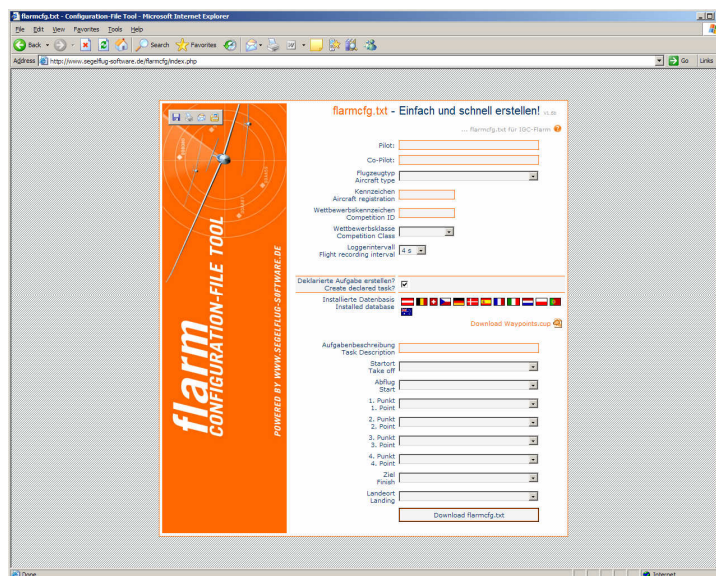 flarmcfg.txt - Configuration-File Tool - Microsoft Internet Explorer
File Edit View Favorites Tools Help
Back Search Favorites
Address http://www.segelflug-software.de/flarmcfg/index.php Go Links
flarmcfg.txt - Einfach und schnell erstellen!
... flarmcfg.txt für IGC-Flarm
Pilot:
Co-Pilot:
Flugzeugtyp
Aircraft type
Kennzeichen
Aircraft registration
Wettbewerbskennzeichen
Competition ID
Wettbewerbsklasse
Competition Class
Loggerintervall
Flight recording interval
4 s
Deklarierte Aufgabe erstellen?
Create declared task?
Installierte Datenbasis
Installed database
Download Waypoints.cup
Aufgabenbeschreibung
Task Description
Startort
Take off
Abflug
Start
1. Punkt
1. Point
2. Punkt
2. Point
3. Punkt
3. Point
4. Punkt
4. Point
Ziel
Finish
Landeort
Landing
Download flarmcfg.txt
flarm
CONFIGURATION-FILE TOOL
POWERED BY WWW.SEGELFLUG-SOFTWARE.DE
Done Internet